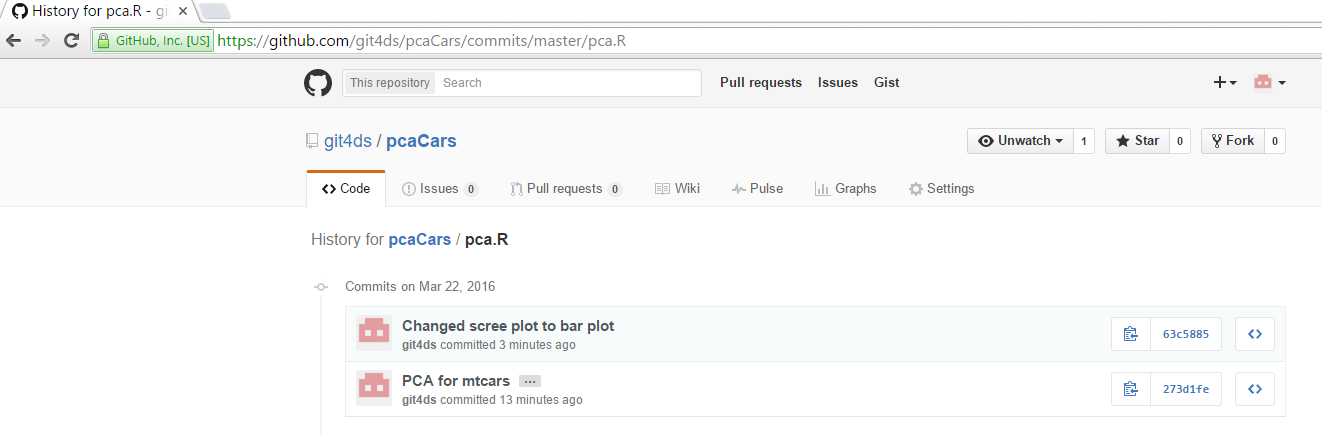 History for pca.R - gi
GitHub, Inc. [US] https://github.com/git4ds/pcaCars/commits/master/pca.R
This repository Search Pull requests Issues Gist
git4ds / pcaCars Unwatch 1 Star 0 Fork 0
Code Issues 0 Pull requests 0 Wiki Pulse Graphs Settings
History for pcaCars / pca.R
Commits on Mar 22, 2016
Changed scree plot to bar plot
git4ds committed 3 minutes ago
63c5885
PCA for mtcars ...
git4ds committed 13 minutes ago
273d1fe